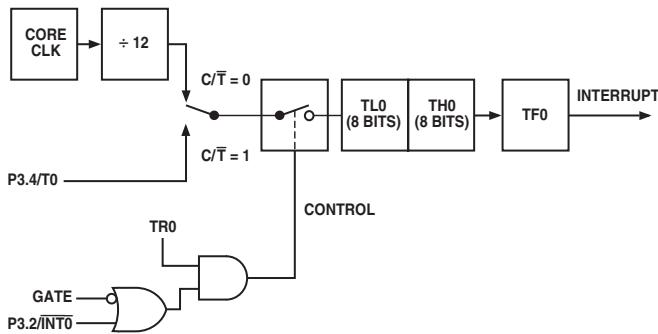 CORE
CLK
÷ 12
C/T̅ = 0
TL0
(8 BITS)
TH0
(8 BITS)
TF0
INTERRUPT
C/T̅ = 1
P3.4/T0
CONTROL
TR0
GATE
P3.2/I̅N̅T̅0̅